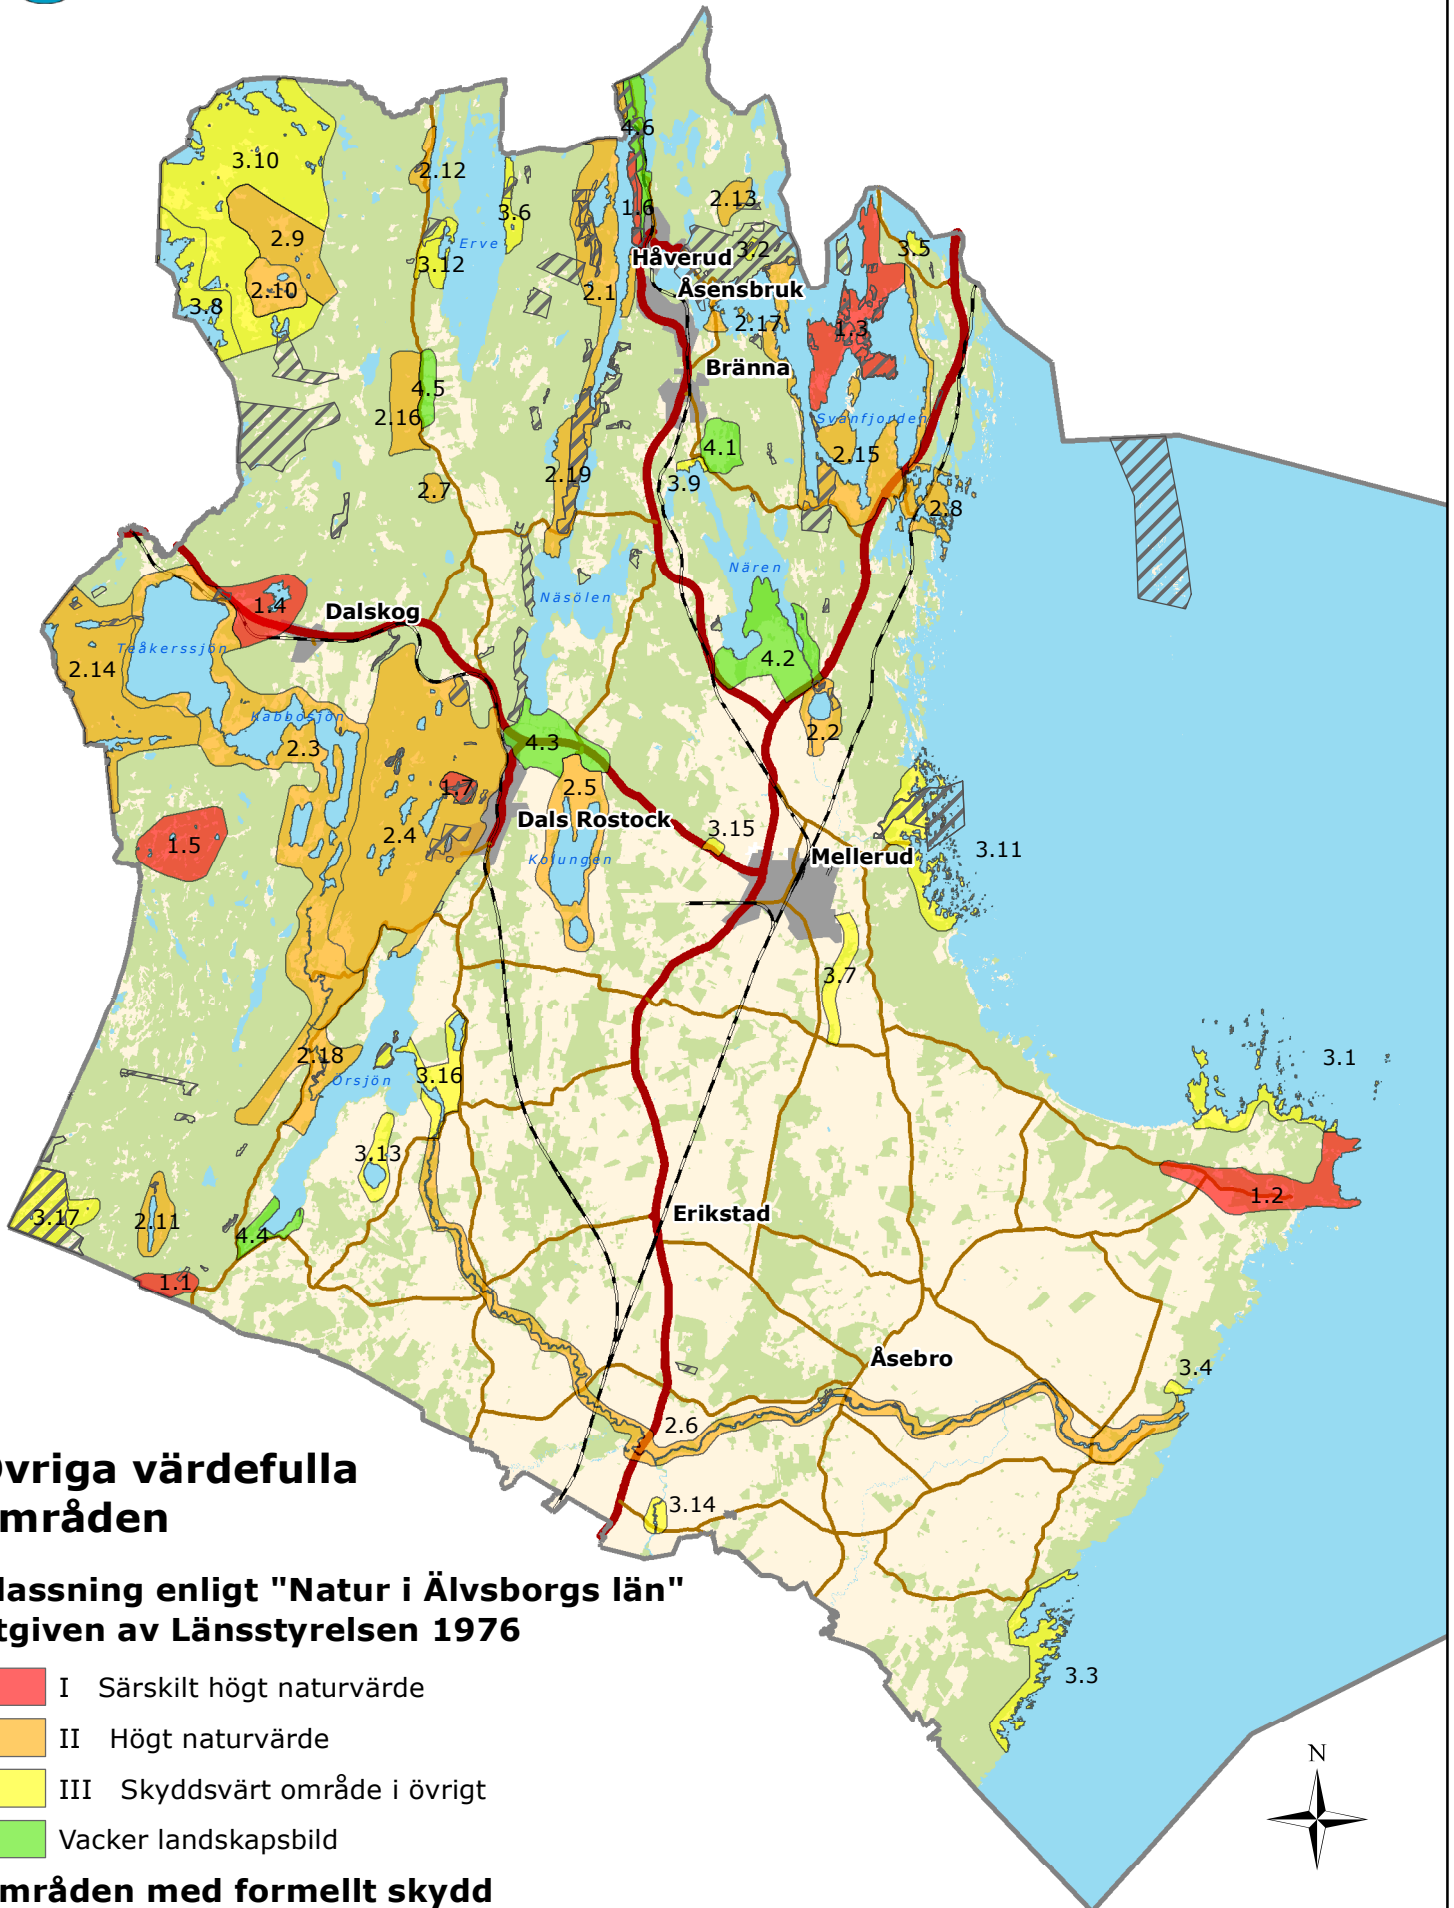 4.6
3.10
2.12
2.13
3.6
1.6
2.9
Erve
3.2
3.5
Håverud
3.12
2.10
2.1
Åsensbruk
3.8
2.17
1.3
Bränna
4.5
2.16
Svanfjorden
4.1
2.15
2.19
3.9
2.7
2.8
Nären
Näsölen
1.4
Dalskog
Teåkerssjön
4.2
2.14
Kabbosjön
2.2
4.3
2.3
2.5
1.7
Dals Rostock
3.15
2.4
1.5
Mellerud
3.11
Kolungen
3.7
2.18
3.1
Örsjön
3.16
3.13
1.2
3.17
2.11
Erikstad
4.4
1.1
Åsebro
3.4
2.6
vriga värdefulla
mråden
3.14
lassning enligt "Natur i Älvsborgs län"
tgiven av Länsstyrelsen 1976
3.3
I Särskilt högt naturvärde
II Högt naturvärde
N
III Skyddsvärt område i övrigt
Vacker landskapsbild
mråden med formellt skydd